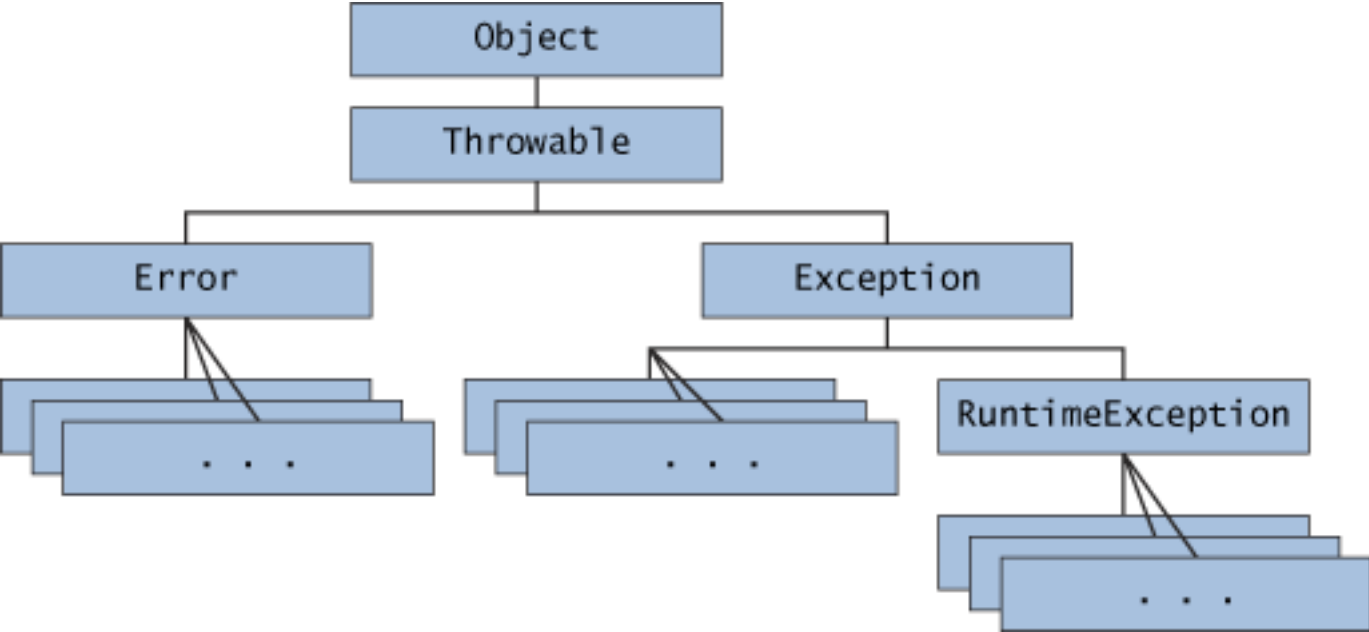 Object
Throwable
Error
Exception
RuntimeException
. . .
. . .
. . .